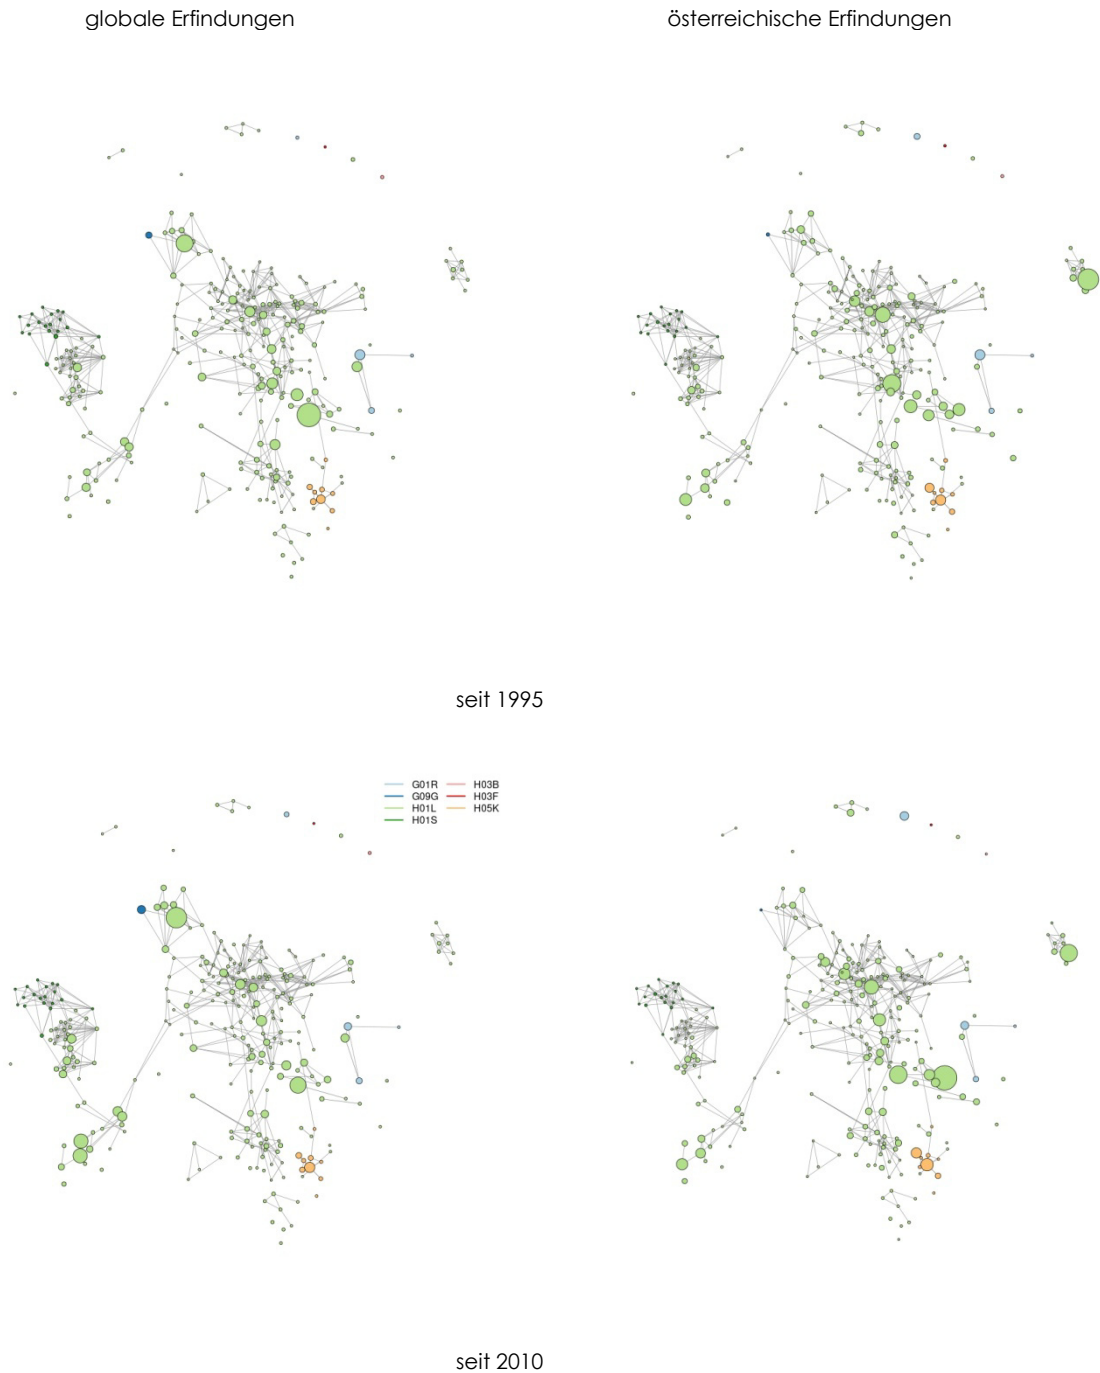 globale Erfindungen
österreichische Erfindungen
seit 1995
G01R H03B
G09G H03F
H01L H05K
H01S
seit 2010